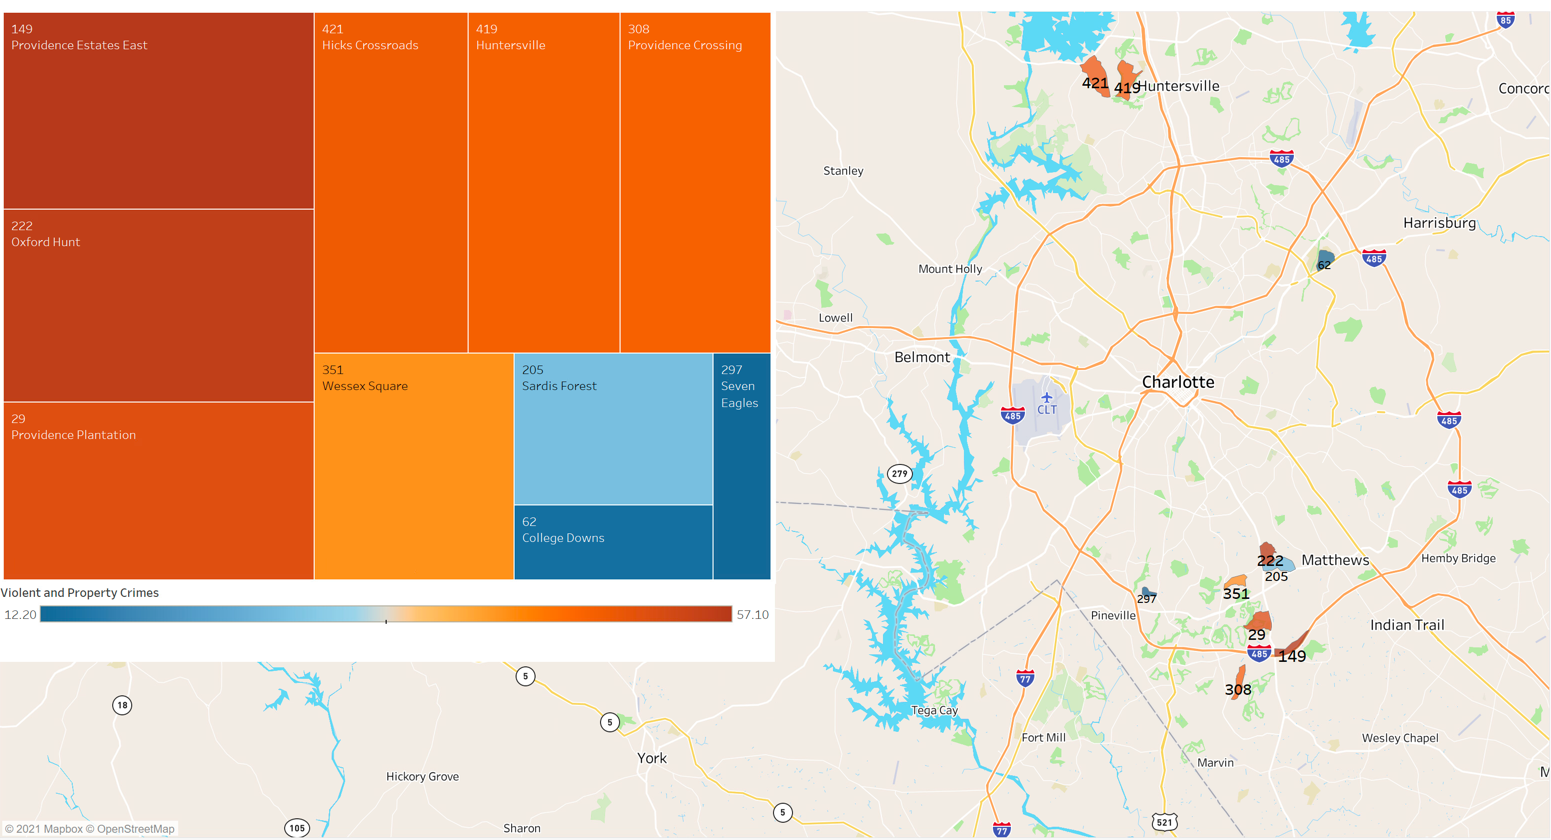 149
Providence Estates East
421
Hicks Crossroads
419
Huntersville
308
Providence Crossing
222
Oxford Hunt
29
Providence Plantation
351
Wessex Square
205
Sardis Forest
297
Seven
Eagles
62
College Downs
Violent and Property Crimes
12.20
57.10
85
421
419
Huntersville
Concord
485
Stanley
Harrisburg
62
485
Mount Holly
Lowell
Belmont
Charlotte
CLT
485
485
279
485
222
Matthews
Hemby Bridge
205
351
297
Pineville
29
Indian Trail
485
149
77
308
5
18
Tega Cay
5
Fort Mill
Wesley Chapel
York
Marvin
Hickory Grove
M
5
521
© 2021 Mapbox © OpenStreetMap
105
Sharon
77